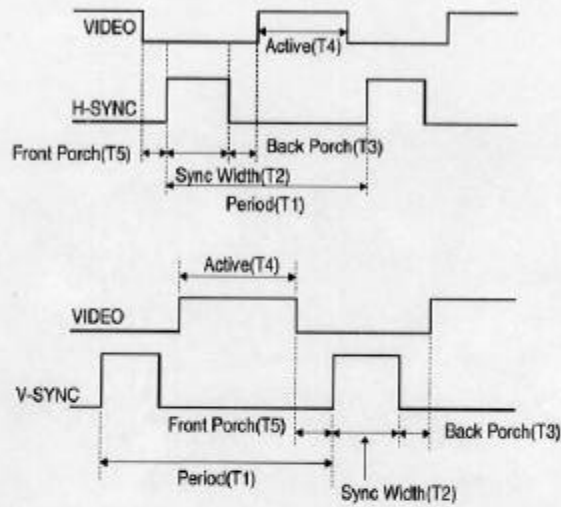 VIDEO
Active(T4)
H-SYNC
Front Porch(T5)
Back Porch(T3)
Sync Width(T2)
Period(T1)
Active(T4)
VIDEO
V-SYNC
Front Porch(T5)
Back Porch(T3)
Period(T1)
Sync Width(T2)